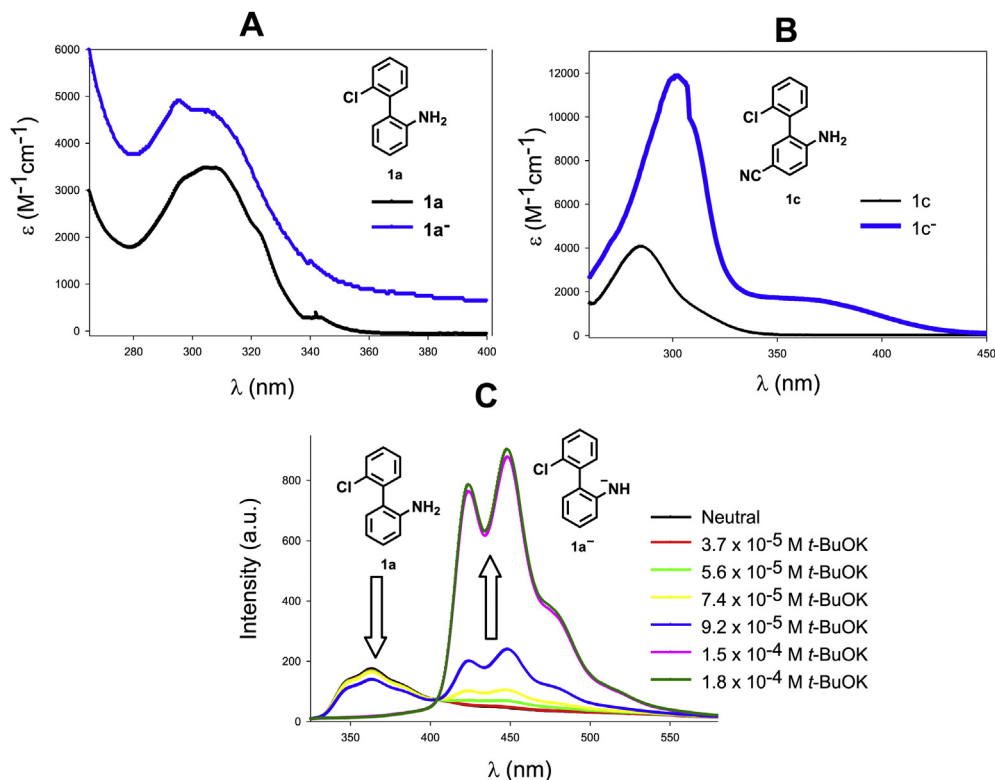 A
6000
5000
4000
3000
2000
1000
0
ε (M⁻¹cm⁻¹)
280 300 320 340 360 380 400
λ (nm)
Cl
NH₂
1a
1a
1a⁻
B
12000
10000
8000
6000
4000
2000
0
ε (M⁻¹cm⁻¹)
300 350 400 450
λ (nm)
Cl
NH₂
NC
1c
1c
1c⁻
C
800
600
400
200
0
Intensity (a.u.)
350 400 450 500 550
λ (nm)
Cl
NH₂
1a
Cl
⁻NH
1a⁻
Neutral
3.7 x 10⁻⁵ M t-BuOK
5.6 x 10⁻⁵ M t-BuOK
7.4 x 10⁻⁵ M t-BuOK
9.2 x 10⁻⁵ M t-BuOK
1.5 x 10⁻⁴ M t-BuOK
1.8 x 10⁻⁴ M t-BuOK